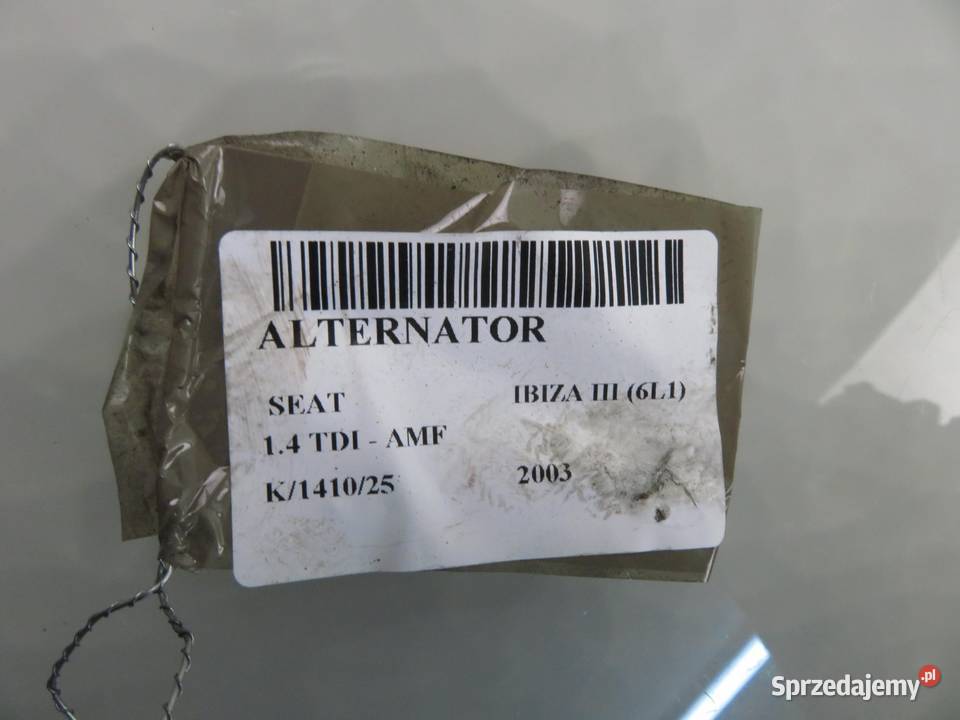 ALTERNATOR
SEAT IBIZA III (6L1)
1.4 TDI - AMF
K/1410/25 2003
Sprzedajemy.pl